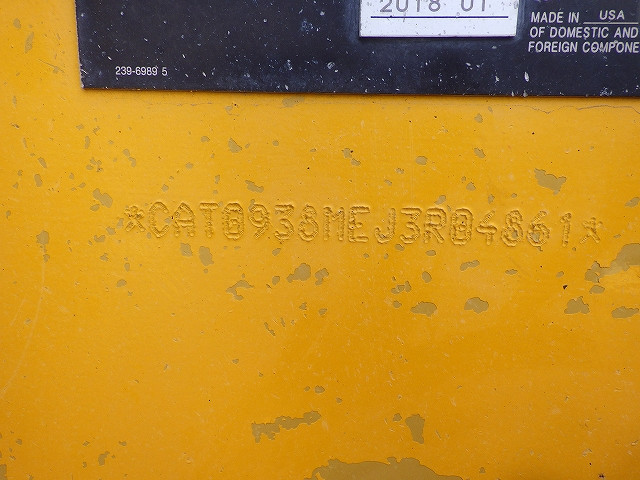 2018 01
MADE IN USA
OF DOMESTIC AND
FOREIGN COMPONE
239-6989 5
*CAT0938MEJ3R04861*